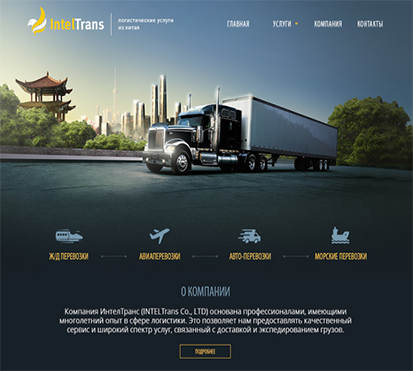 IntelTrans
логистические услуги
из китая
ГЛАВНАЯ УСЛУГИ КОМПАНИЯ КОНТАКТЫ
Ж/Д ПЕРЕВОЗКИ АВИАПЕРЕВОЗКИ АВТО-ПЕРЕВОЗКИ МОРСКИЕ ПЕРЕВОЗКИ
О КОМПАНИИ
Компания ИнтелТранс (INTELTrans Co., LTD) основана профессионалами, имеющими
многолетний опыт в сфере логистики. Это позволяет нам предоставлять качественный
сервис и широкий спектр услуг, связанный с доставкой и экспедированием грузов.
ПОДРОБНЕЕ